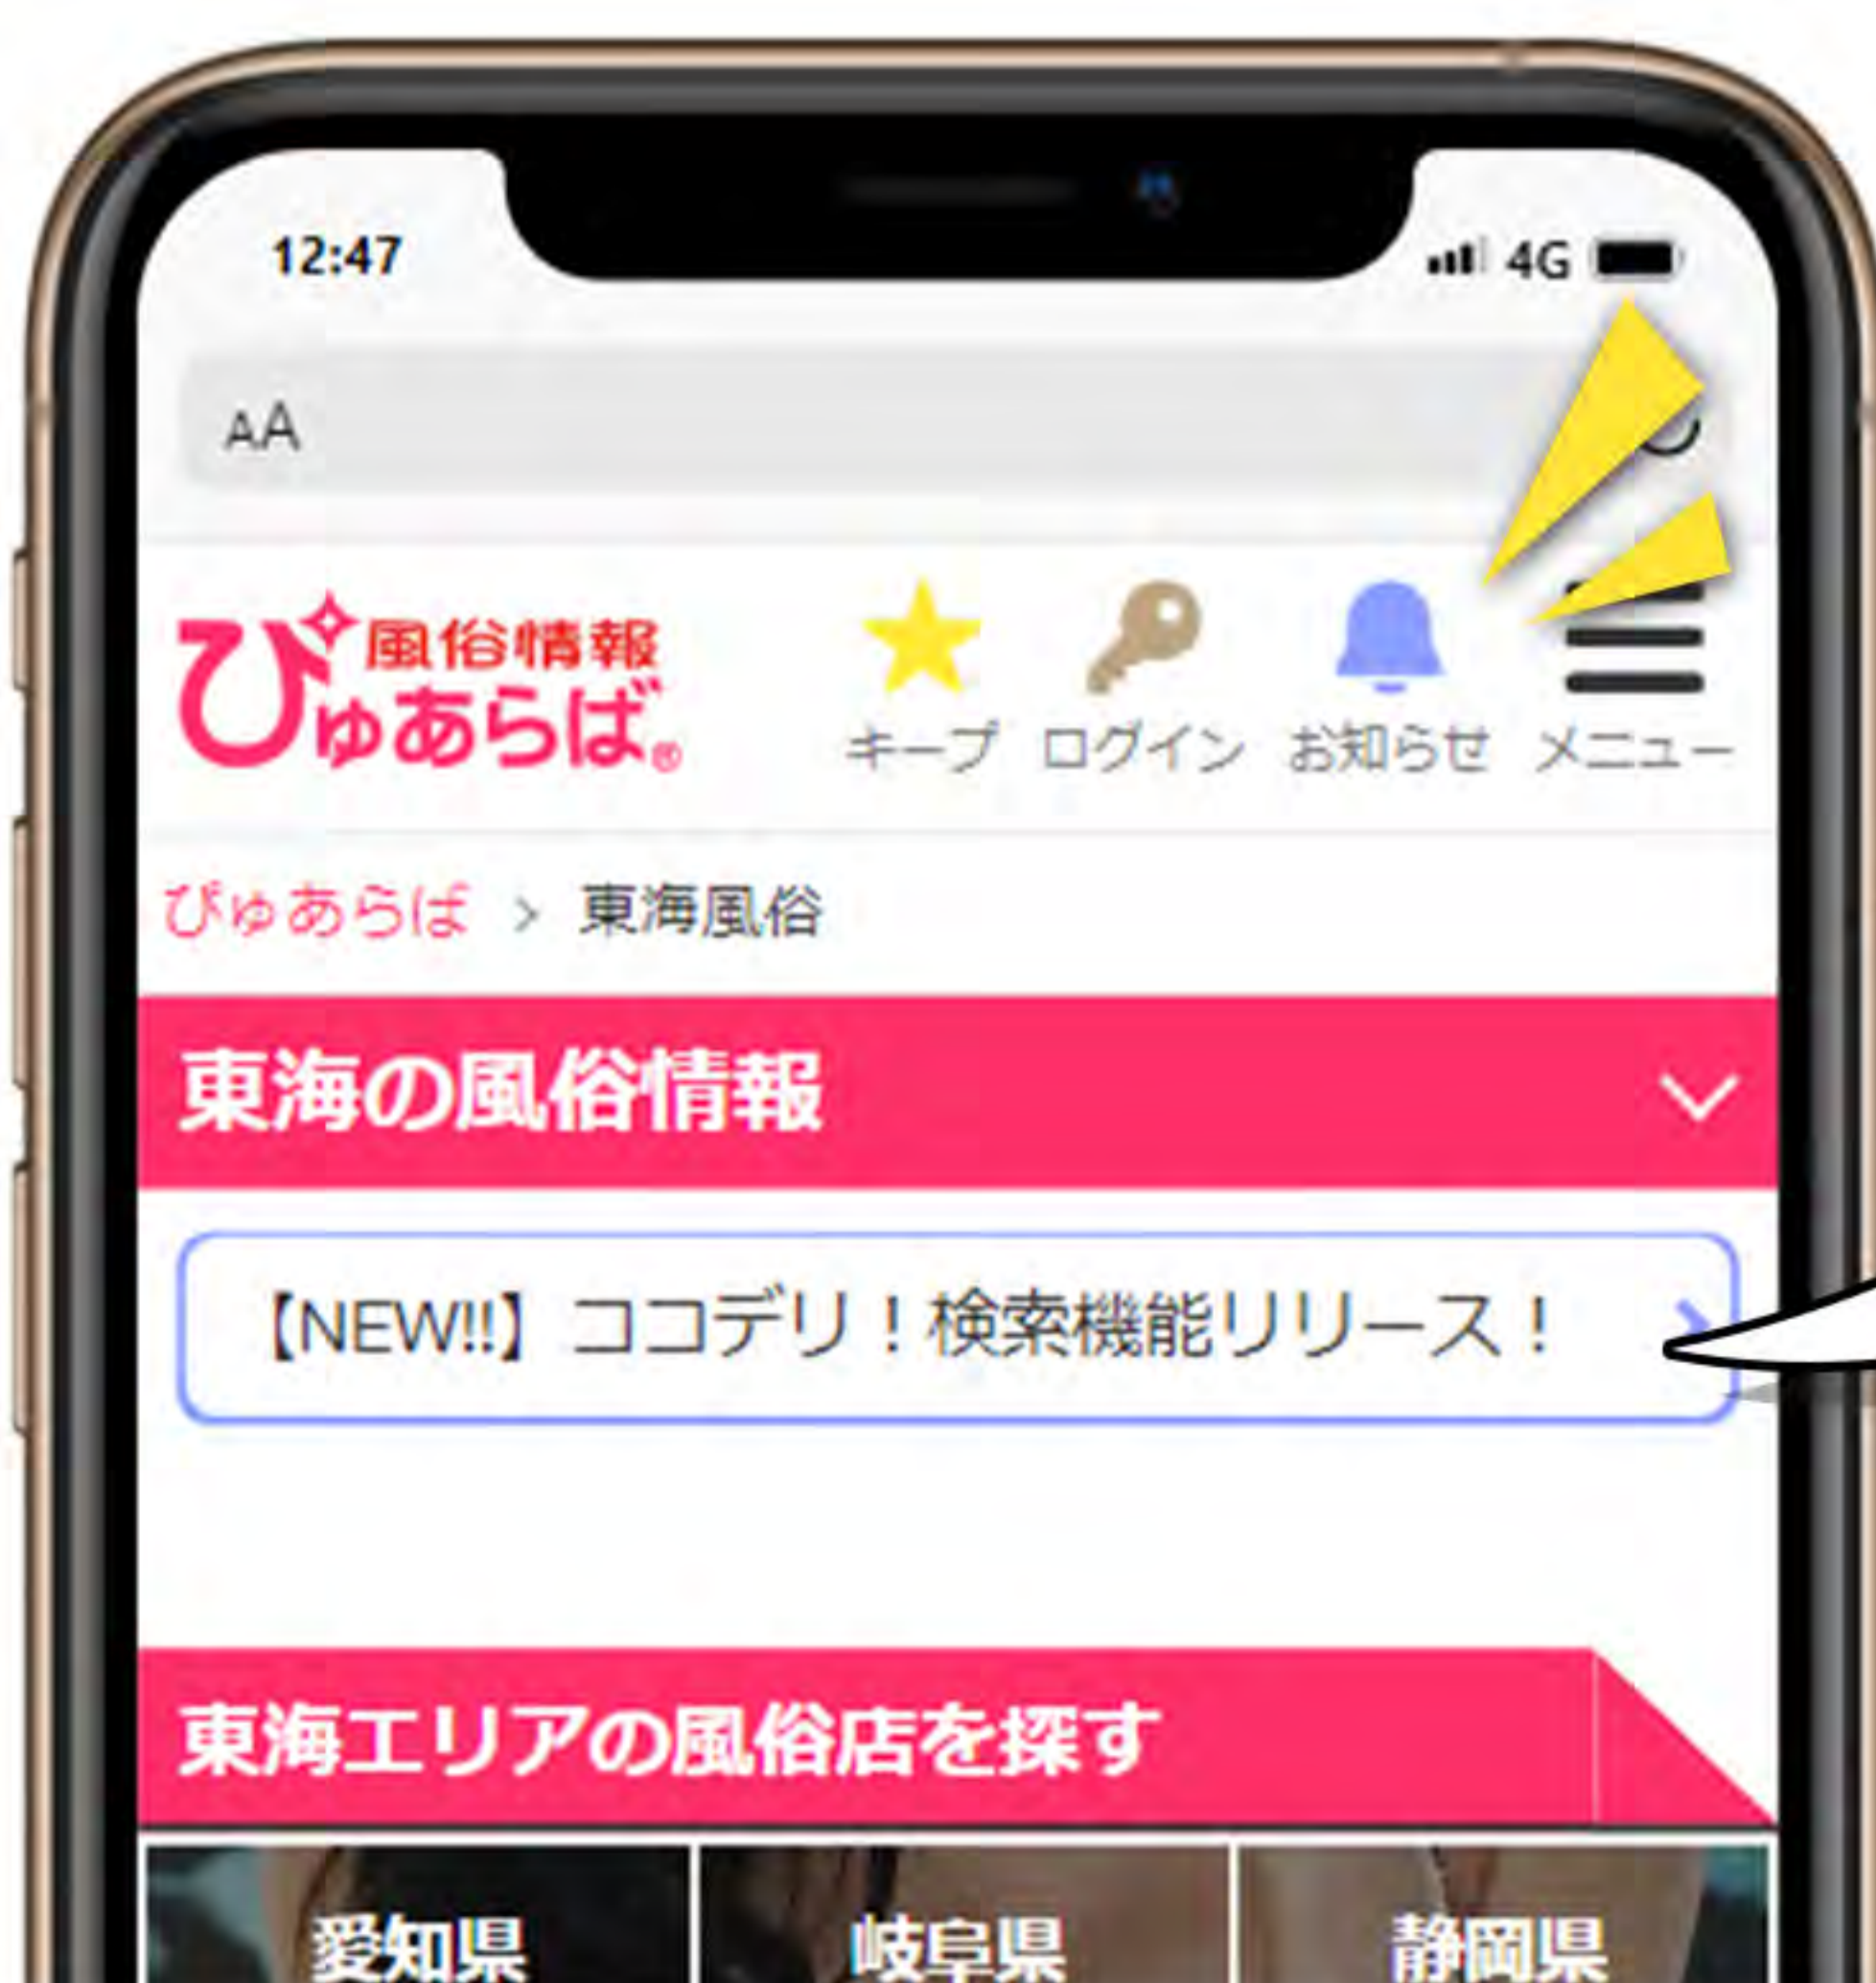 12:47
4G
AA
風俗情報
ぴゅあらば®
キープ ログイン お知らせ メニュー
ぴゅあらば > 東海風俗
東海の風俗情報
【NEW!!】ココデリ！検索機能リリース！
東海エリアの風俗店を探す
愛知県 岐阜県 静岡県